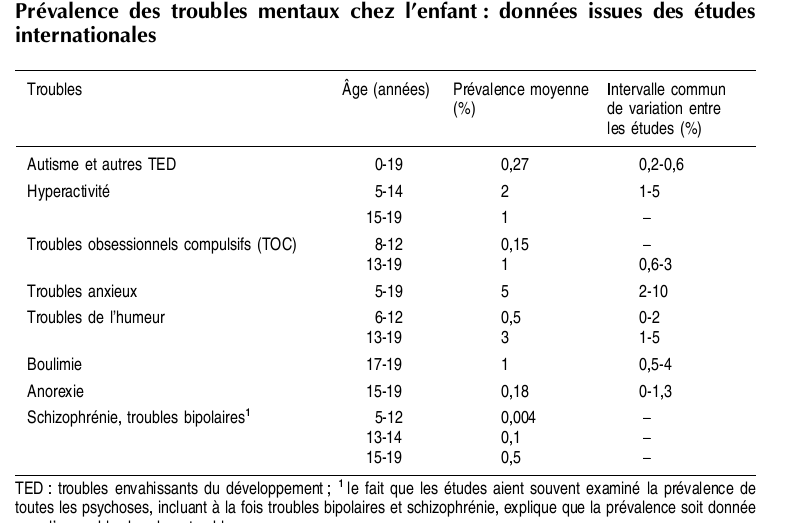 Prévalence des troubles mentaux chez l'enfant : données issues des études
internationales
Troubles Âge (années) Prévalence moyenne (%) Intervalle commun de variation entre les études (%)
Autisme et autres TED 0-19 0,27 0,2-0,6
Hyperactivité 5-14 2 1-5
15-19 1 –
Troubles obsessionnels compulsifs (TOC) 8-12 0,15 –
13-19 1 0,6-3
Troubles anxieux 5-19 5 2-10
Troubles de l'humeur 6-12 0,5 0-2
13-19 3 1-5
Boulimie 17-19 1 0,5-4
Anorexie 15-19 0,18 0-1,3
Schizophrénie, troubles bipolaires¹ 5-12 0,004 –
13-14 0,1 –
15-19 0,5 –
TED : troubles envahissants du développement ; ¹ le fait que les études aient souvent examiné la prévalence de
toutes les psychoses, incluant à la fois troubles bipolaires et schizophrénie, explique que la prévalence soit donnée